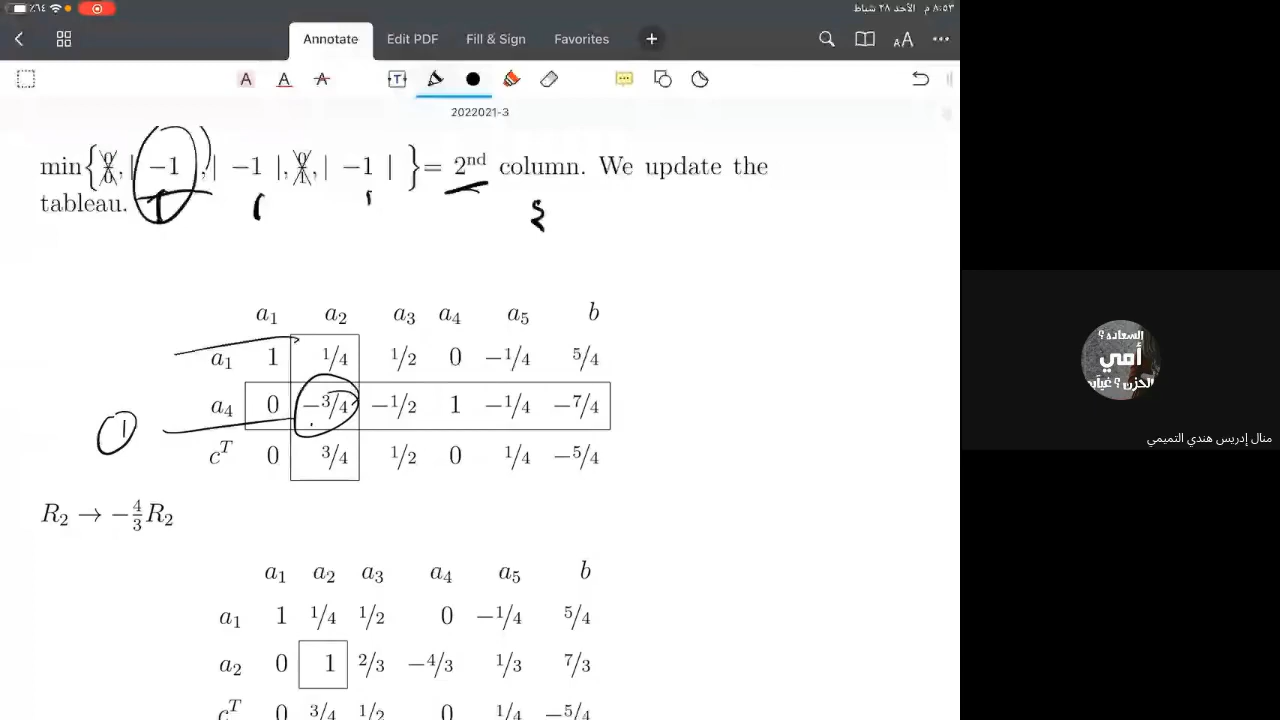 ٪٦٤ ٨:٥٣ م الأحد ٢٨ شباط
Annotate Edit PDF Fill & Sign Favorites
2022021-3
min{0/0, | −1 |, | −1 |, 0/1, | −1 | } = 2nd column. We update the
tableau.
a1 a2 a3 a4 a5 b
a1 1 1/4 1/2 0 −1/4 5/4
a4 0 −3/4 −1/2 1 −1/4 −7/4
1
cT 0 3/4 1/2 0 1/4 −5/4
R2 → −4/3 R2
a1 a2 a3 a4 a5 b
a1 1 1/4 1/2 0 −1/4 5/4
a2 0 1 2/3 −4/3 1/3 7/3
cT 0 3/4 1/2 0 1/4 −5/4
السعادة ؟
أمي
الحزن ؟ غيابه
منال إدريس هندي التميمي